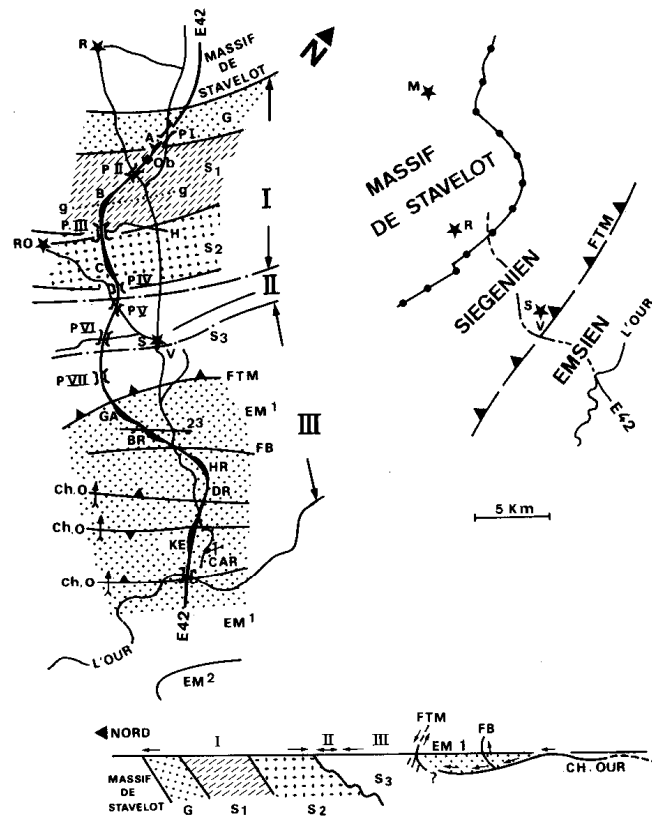 E42
R
MASSIF
DE
STAVELOT
N
G
A
P I
Ob
P II
S1
B
g
g
I
P III
H
RO
S2
C
P IV
II
P V
P VI
S
S3
V
P VII
FTM
GA
EM1
23
BR
III
FB
HR
Ch.O
DR
Ch.O
KE
CAR
Ch.O
E42
EM1
L'OUR
EM2
M
MASSIF
DE STAVELOT
R
FTM
SIEGENIEN
S
V
EMSIEN
L'OUR
E42
5 Km
NORD
I
II
III
FTM
FB
EM 1
MASSIF
DE
STAVELOT
G
S1
S2
S3
?
CH. OUR